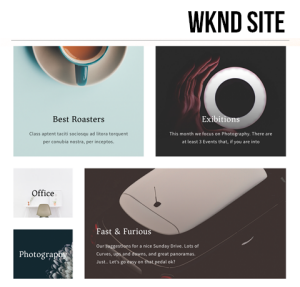 WKND SITE
Best Roasters
Class aptent taciti sociosqu ad litora torquent
per conubia nostra, per inceptos.
Exibitions
This month we focus on Photography. There are
at least 3 Events that, if you are into
Office
Photography
Fast & Furious
Our suggestions for a nice Sunday Drive. Lots of
Curves, ups and downs, and great panoramas.
Just.. Let's go easy on that pedal ok?